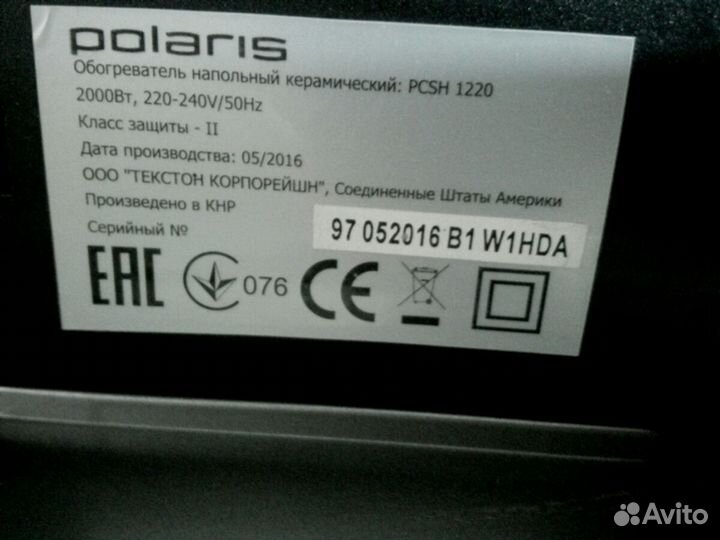 polaris
Обогреватель напольный керамический: PCSH 1220
2000Вт, 220-240V/50Hz
Класс защиты - II
Дата производства: 05/2016
ООО "ТЕКСТОН КОРПОРЕЙШН", Соединенные Штаты Америки
Произведено в КНР
Серийный № 97 052016 B1 W1HDA
EAC 076 CE
Avito